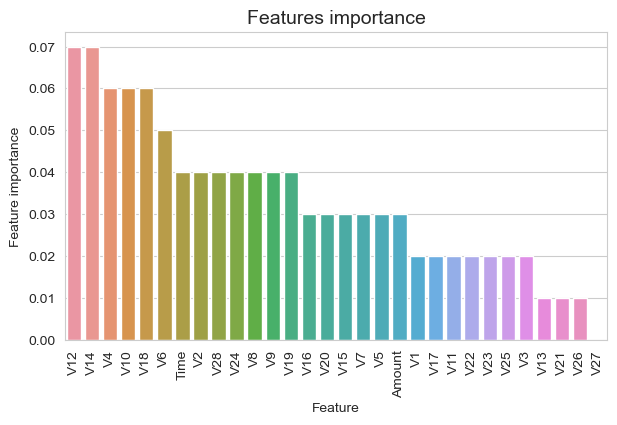 Features importance
Feature importance
0.07
0.06
0.05
0.04
0.03
0.02
0.01
0.00
V12 V14 V4 V10 V18 V6 Time V2 V28 V24 V8 V9 V19 V16 V20 V15 V7 V5 Amount V1 V17 V11 V22 V23 V25 V3 V13 V21 V26 V27
Feature